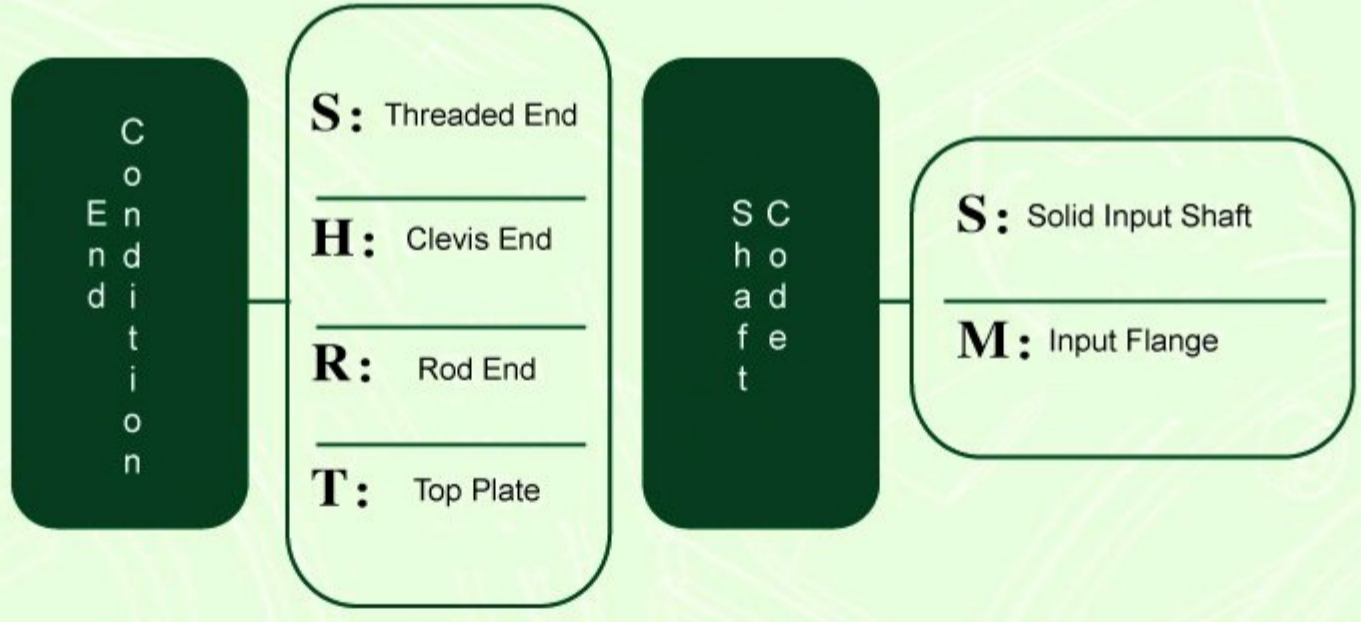 End
Condition
S: Threaded End
H: Clevis End
R: Rod End
T: Top Plate
Shaft
Code
S: Solid Input Shaft
M: Input Flange